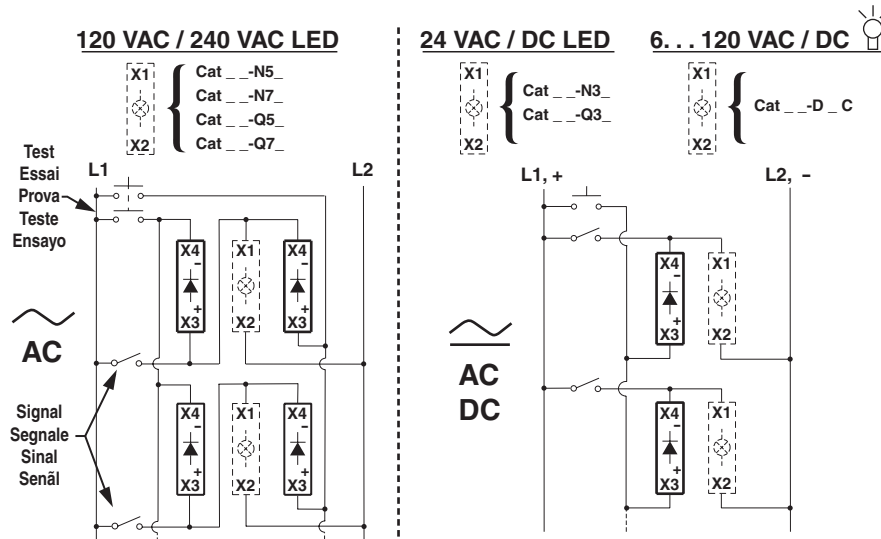 120 VAC / 240 VAC LED
X1
X2
Cat _ _-N5_
Cat _ _-N7_
Cat _ _-Q5_
Cat _ _-Q7_
Test
Essai
Prova
Teste
Ensayo
L1
L2
X4
−
+
X3
X1
X2
X4
−
+
X3
AC
Signal
Segnale
Sinal
Senãl
X4
−
+
X3
X1
X2
X4
−
+
X3
24 VAC / DC LED
X1
X2
Cat _ _-N3_
Cat _ _-Q3_
6. . . 120 VAC / DC
X1
X2
Cat _ _-D _ C
L1, +
L2, −
X4
−
+
X3
X1
X2
AC
DC
X4
−
+
X3
X1
X2